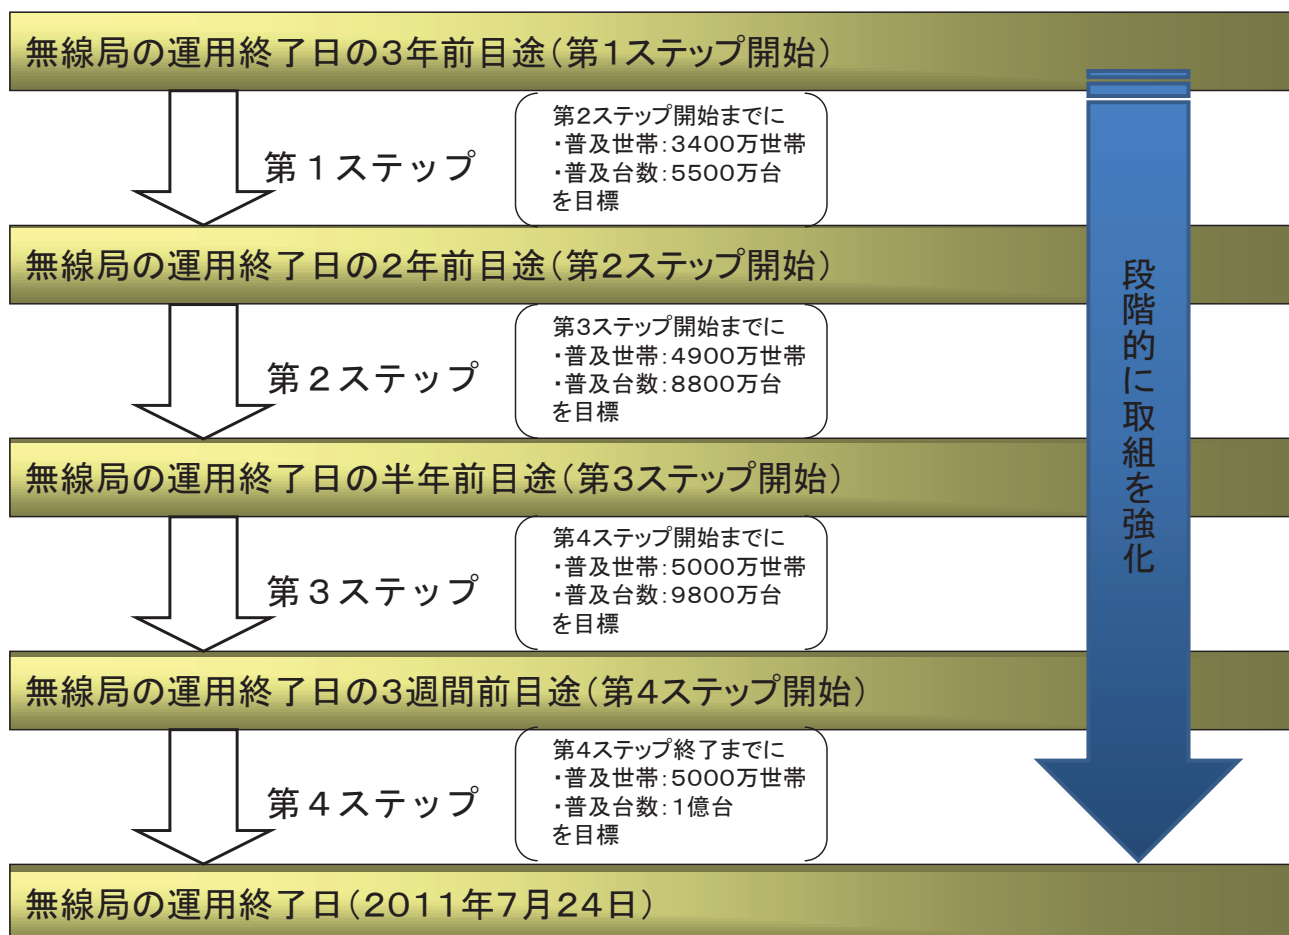 無線局の運用終了日の3年前目途(第1ステップ開始)
第1ステップ
第2ステップ開始までに
・普及世帯:3400万世帯
・普及台数:5500万台
を目標
無線局の運用終了日の2年前目途(第2ステップ開始)
第2ステップ
第3ステップ開始までに
・普及世帯:4900万世帯
・普及台数:8800万台
を目標
無線局の運用終了日の半年前目途(第3ステップ開始)
第3ステップ
第4ステップ開始までに
・普及世帯:5000万世帯
・普及台数:9800万台
を目標
無線局の運用終了日の3週間前目途(第4ステップ開始)
第4ステップ
第4ステップ終了までに
・普及世帯:5000万世帯
・普及台数:1億台
を目標
無線局の運用終了日(2011年7月24日)
段階的に取組を強化